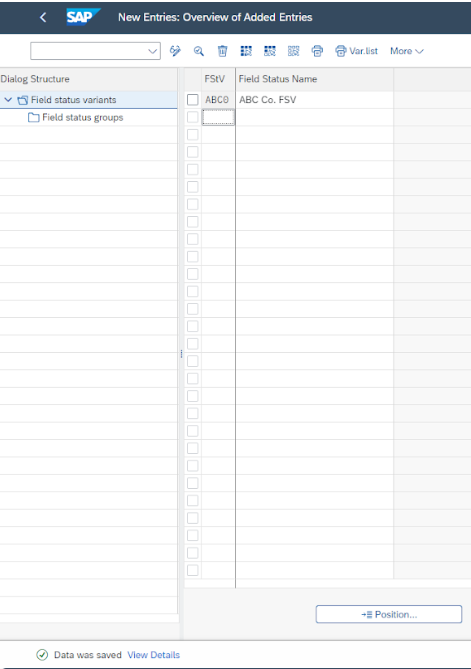 SAP New Entries: Overview of Added Entries
Var.list More
Dialog Structure
FStV Field Status Name
Field status variants
ABC0 ABC Co. FSV
Field status groups
Position...
Data was saved View Details